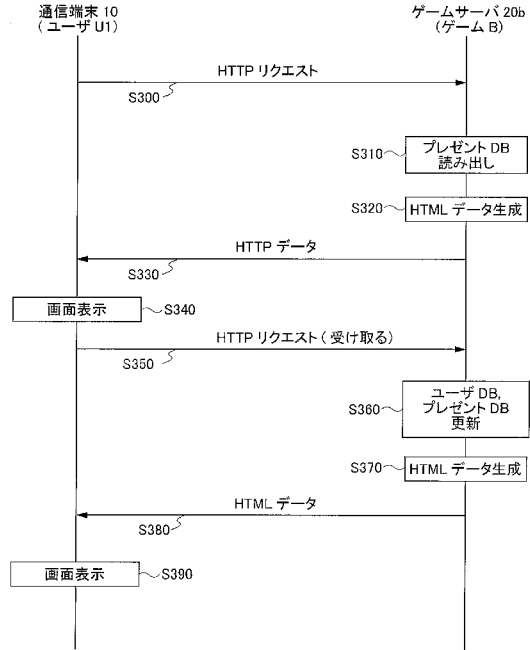 通信端末 10
(ユーザ U1)
ゲームサーバ 20b
(ゲーム B)
HTTP リクエスト
S300
S310
プレゼント DB
読み出し
S320
HTML データ生成
HTTP データ
S330
画面表示
S340
HTTP リクエスト(受け取る)
S350
S360
ユーザ DB,
プレゼント DB
更新
S370
HTML データ生成
HTML データ
S380
画面表示
S390